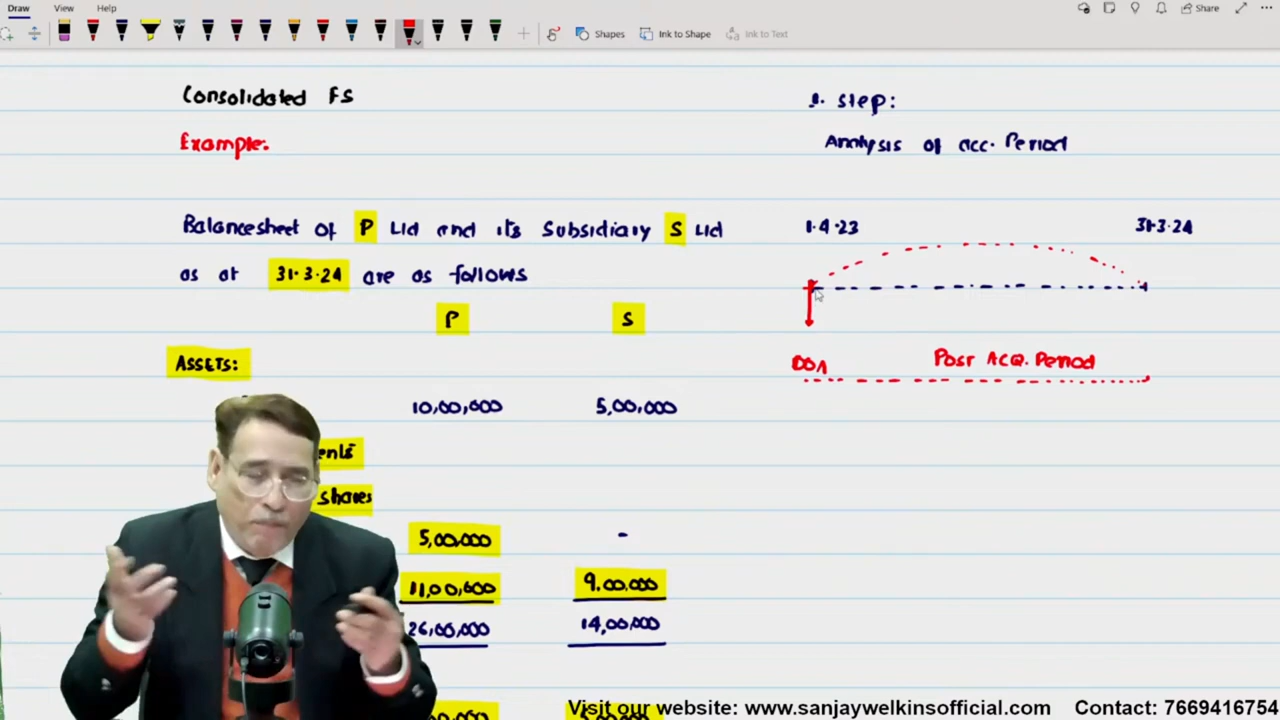 Draw View Help Share
Shapes Ink to Shape Ink to Text
Consolidated FS
Example:
Balancesheet of P Ltd and its Subsidiary S Ltd
as at 31.3.24 are as follows
P S
ASSETS:
10,00,000 5,00,000
ents
shares
5,00,000 -
11,00,000 9,00,000
26,00,000 14,00,000
1. Step:
Analysis of acc. Period
1.4.23 31.3.24
DOA Post ACQ. Period
Visit our website: www.sanjaywelkinsofficial.com Contact: 7669416754